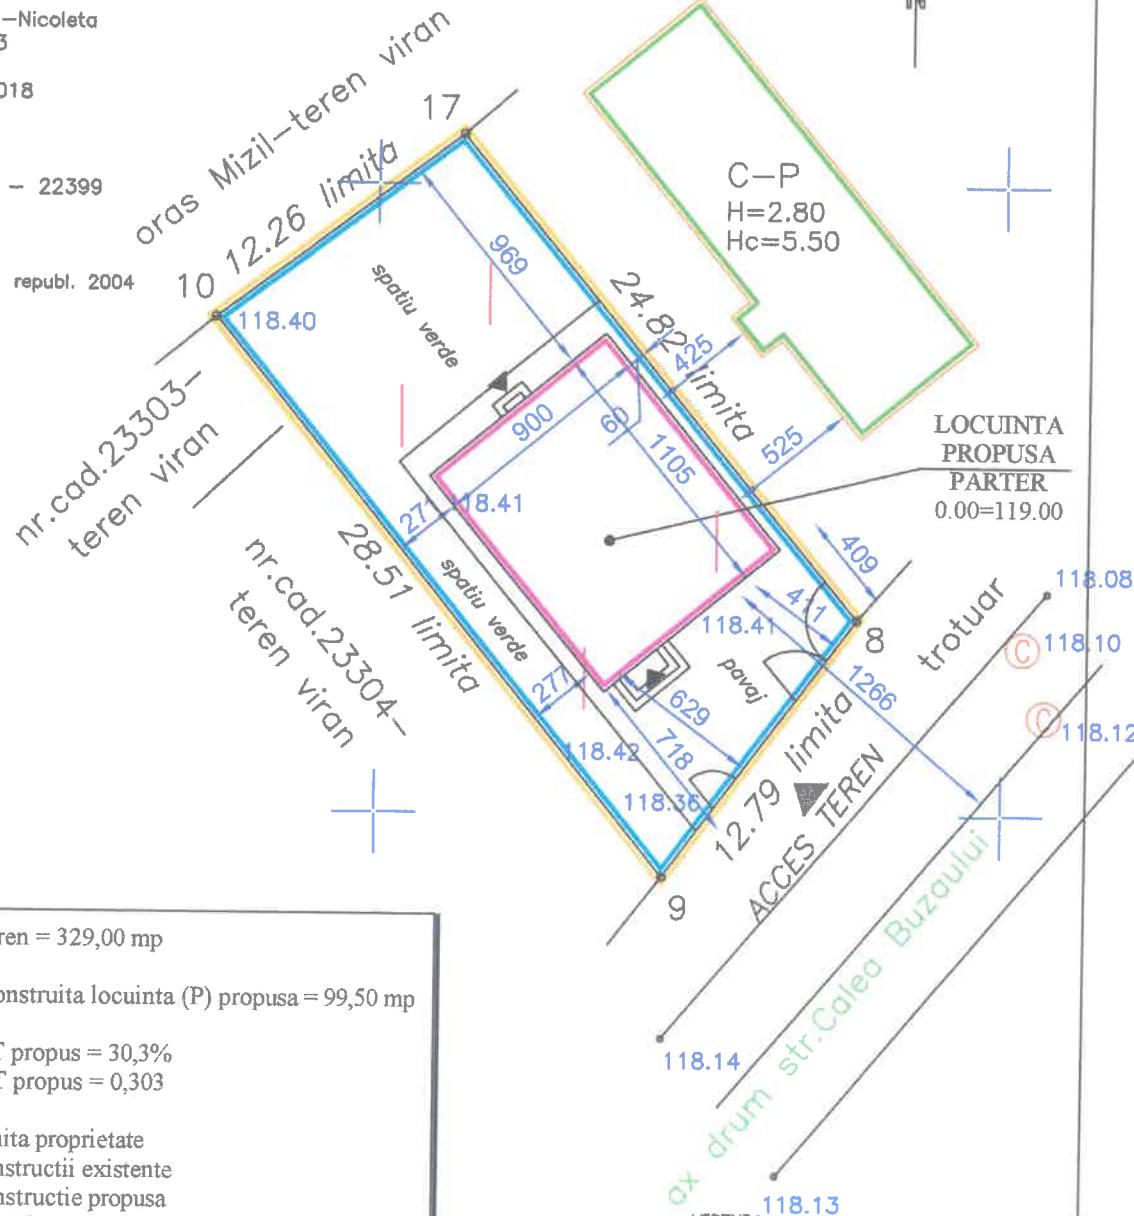 -Nicoleta
3
018
- 22399
republ. 2004
N
oras Mizil-teren viran
17
12.26 limita
10
118.40
spatiu verde
969
24.82 limita
C-P
H=2.80
Hc=5.50
425
525
900
60
1105
LOCUINTA
PROPUSA
PARTER
0.00=119.00
nr.cad.23303-
teren viran
271
118.41
28.51 limita
spatiu verde
nr.cad.23304-
teren viran
409
411
118.41
8
trotuar
118.08
C 118.10
C 118.12
pavaj
1266
277
629
718
118.42
118.36
12.79 limita
ACCES TEREN
9
118.14
ax drum str.Calea Buzaului
118.13
ren = 329,00 mp
onstruita locuinta (P) propusa = 99,50 mp
T propus = 30,3%
T propus = 0,303
nita proprietate
nstructii existente
nstructie propusa